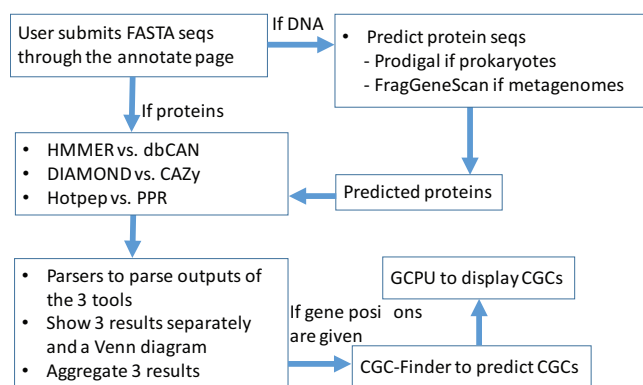 User submits FASTA seqs
through the annotate page
If DNA
• Predict protein seqs
- Prodigal if prokaryotes
- FragGeneScan if metagenomes
If proteins
• HMMER vs. dbCAN
• DIAMOND vs. CAZy
• Hotpep vs. PPR
Predicted proteins
• Parsers to parse outputs of
the 3 tools
• Show 3 results separately
and a Venn diagram
• Aggregate 3 results
If gene posi ons
are given
GCPU to display CGCs
CGC-Finder to predict CGCs